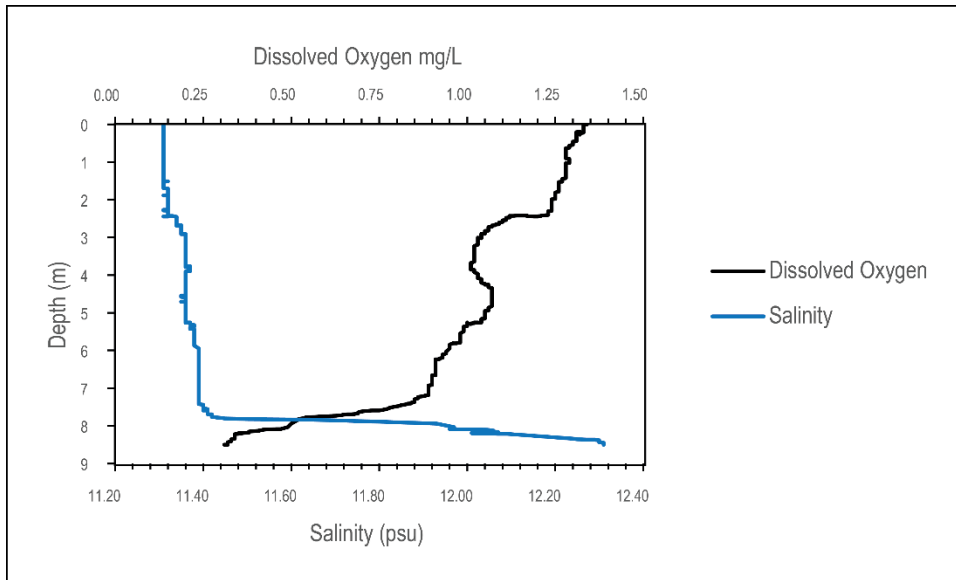 Dissolved Oxygen mg/L
0.00 0.25 0.50 0.75 1.00 1.25 1.50
0
1
2
3
4
5
6
7
8
9
Depth (m)
11.20 11.40 11.60 11.80 12.00 12.20 12.40
Salinity (psu)
Dissolved Oxygen
Salinity